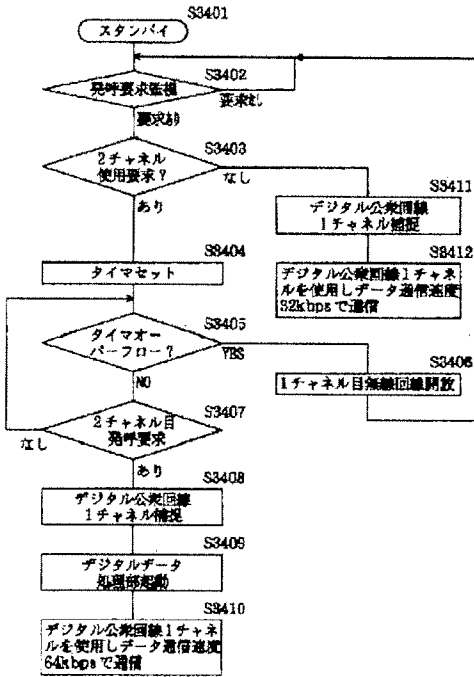 S3401
スタンバイ
S3402
発呼要求監視
要求なし
要求あり
S3403
2チャネル
使用要求？
なし
あり
S3411
デジタル公衆回線
1チャネル捕捉
S3412
デジタル公衆回線1チャネ
ルを使用しデータ通信速度
32kbpsで通信
S3404
タイマセット
S3405
タイマオー
バーフロー？
YES
NO
S3406
1チャネル目無線回線開放
S3407
2チャネル目
発呼要求
なし
あり
S3408
デジタル公衆回線
1チャネル捕捉
S3409
デジタルデータ
処理部起動
S3410
デジタル公衆回線1チャネ
ルを使用しデータ通信速度
64kbpsで通信